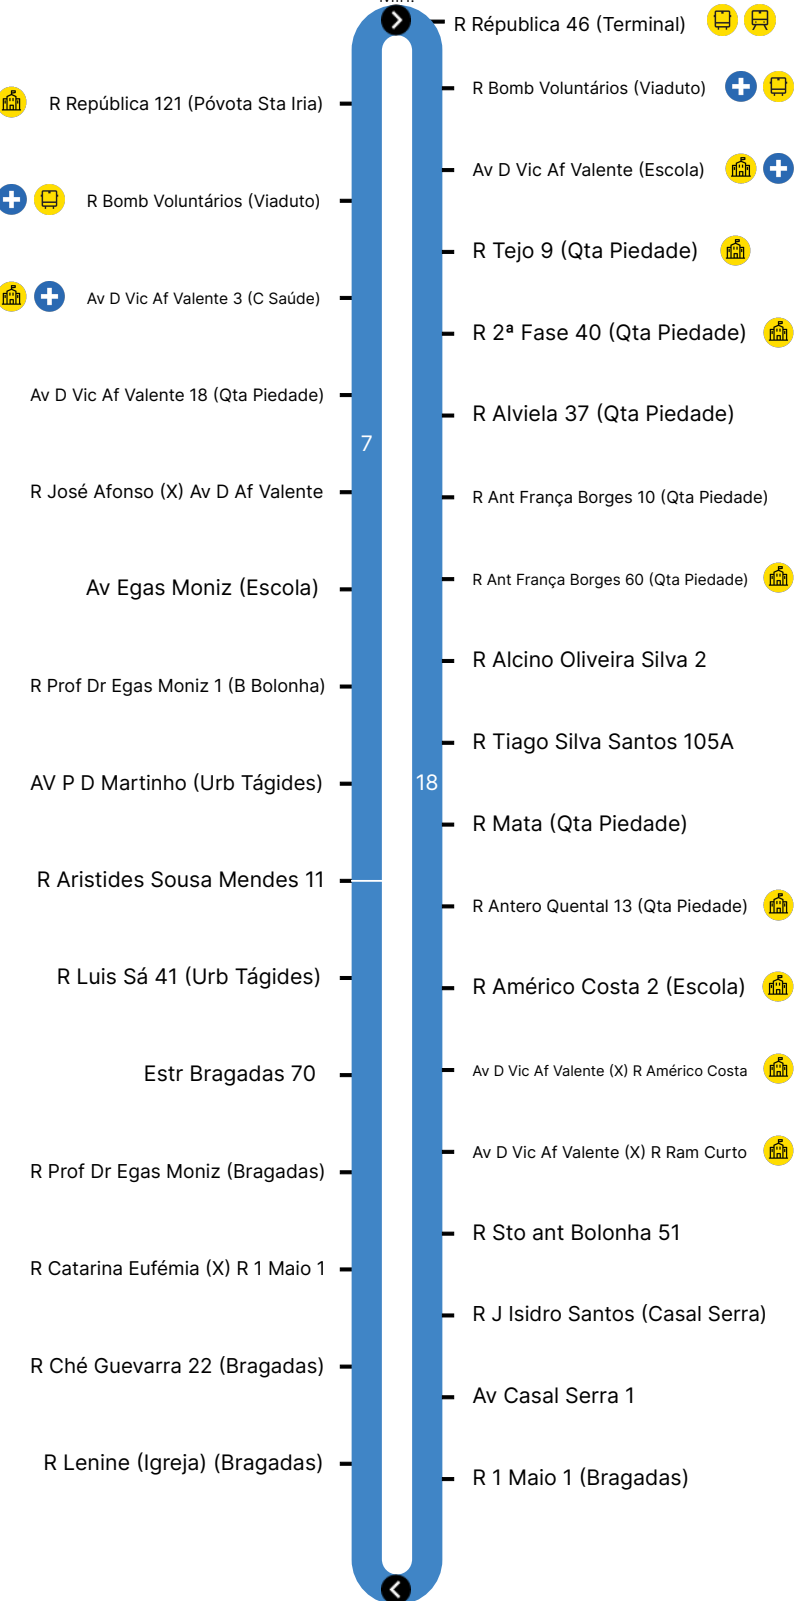 R Républica 46 (Terminal)
R Bomb Voluntários (Viaduto)
Av D Vic Af Valente (Escola)
R Tejo 9 (Qta Piedade)
R 2ª Fase 40 (Qta Piedade)
R Alviela 37 (Qta Piedade)
R Ant França Borges 10 (Qta Piedade)
R Ant França Borges 60 (Qta Piedade)
R Alcino Oliveira Silva 2
R Tiago Silva Santos 105A
18
R Mata (Qta Piedade)
R Antero Quental 13 (Qta Piedade)
R Américo Costa 2 (Escola)
Av D Vic Af Valente (X) R Américo Costa
Av D Vic Af Valente (X) R Ram Curto
R Sto ant Bolonha 51
R J Isidro Santos (Casal Serra)
Av Casal Serra 1
R 1 Maio 1 (Bragadas)
R República 121 (Póvota Sta Iria)
R Bomb Voluntários (Viaduto)
Av D Vic Af Valente 3 (C Saúde)
Av D Vic Af Valente 18 (Qta Piedade)
7
R José Afonso (X) Av D Af Valente
Av Egas Moniz (Escola)
R Prof Dr Egas Moniz 1 (B Bolonha)
AV P D Martinho (Urb Tágides)
R Aristides Sousa Mendes 11
R Luis Sá 41 (Urb Tágides)
Estr Bragadas 70
R Prof Dr Egas Moniz (Bragadas)
R Catarina Eufémia (X) R 1 Maio 1
R Ché Guevarra 22 (Bragadas)
R Lenine (Igreja) (Bragadas)